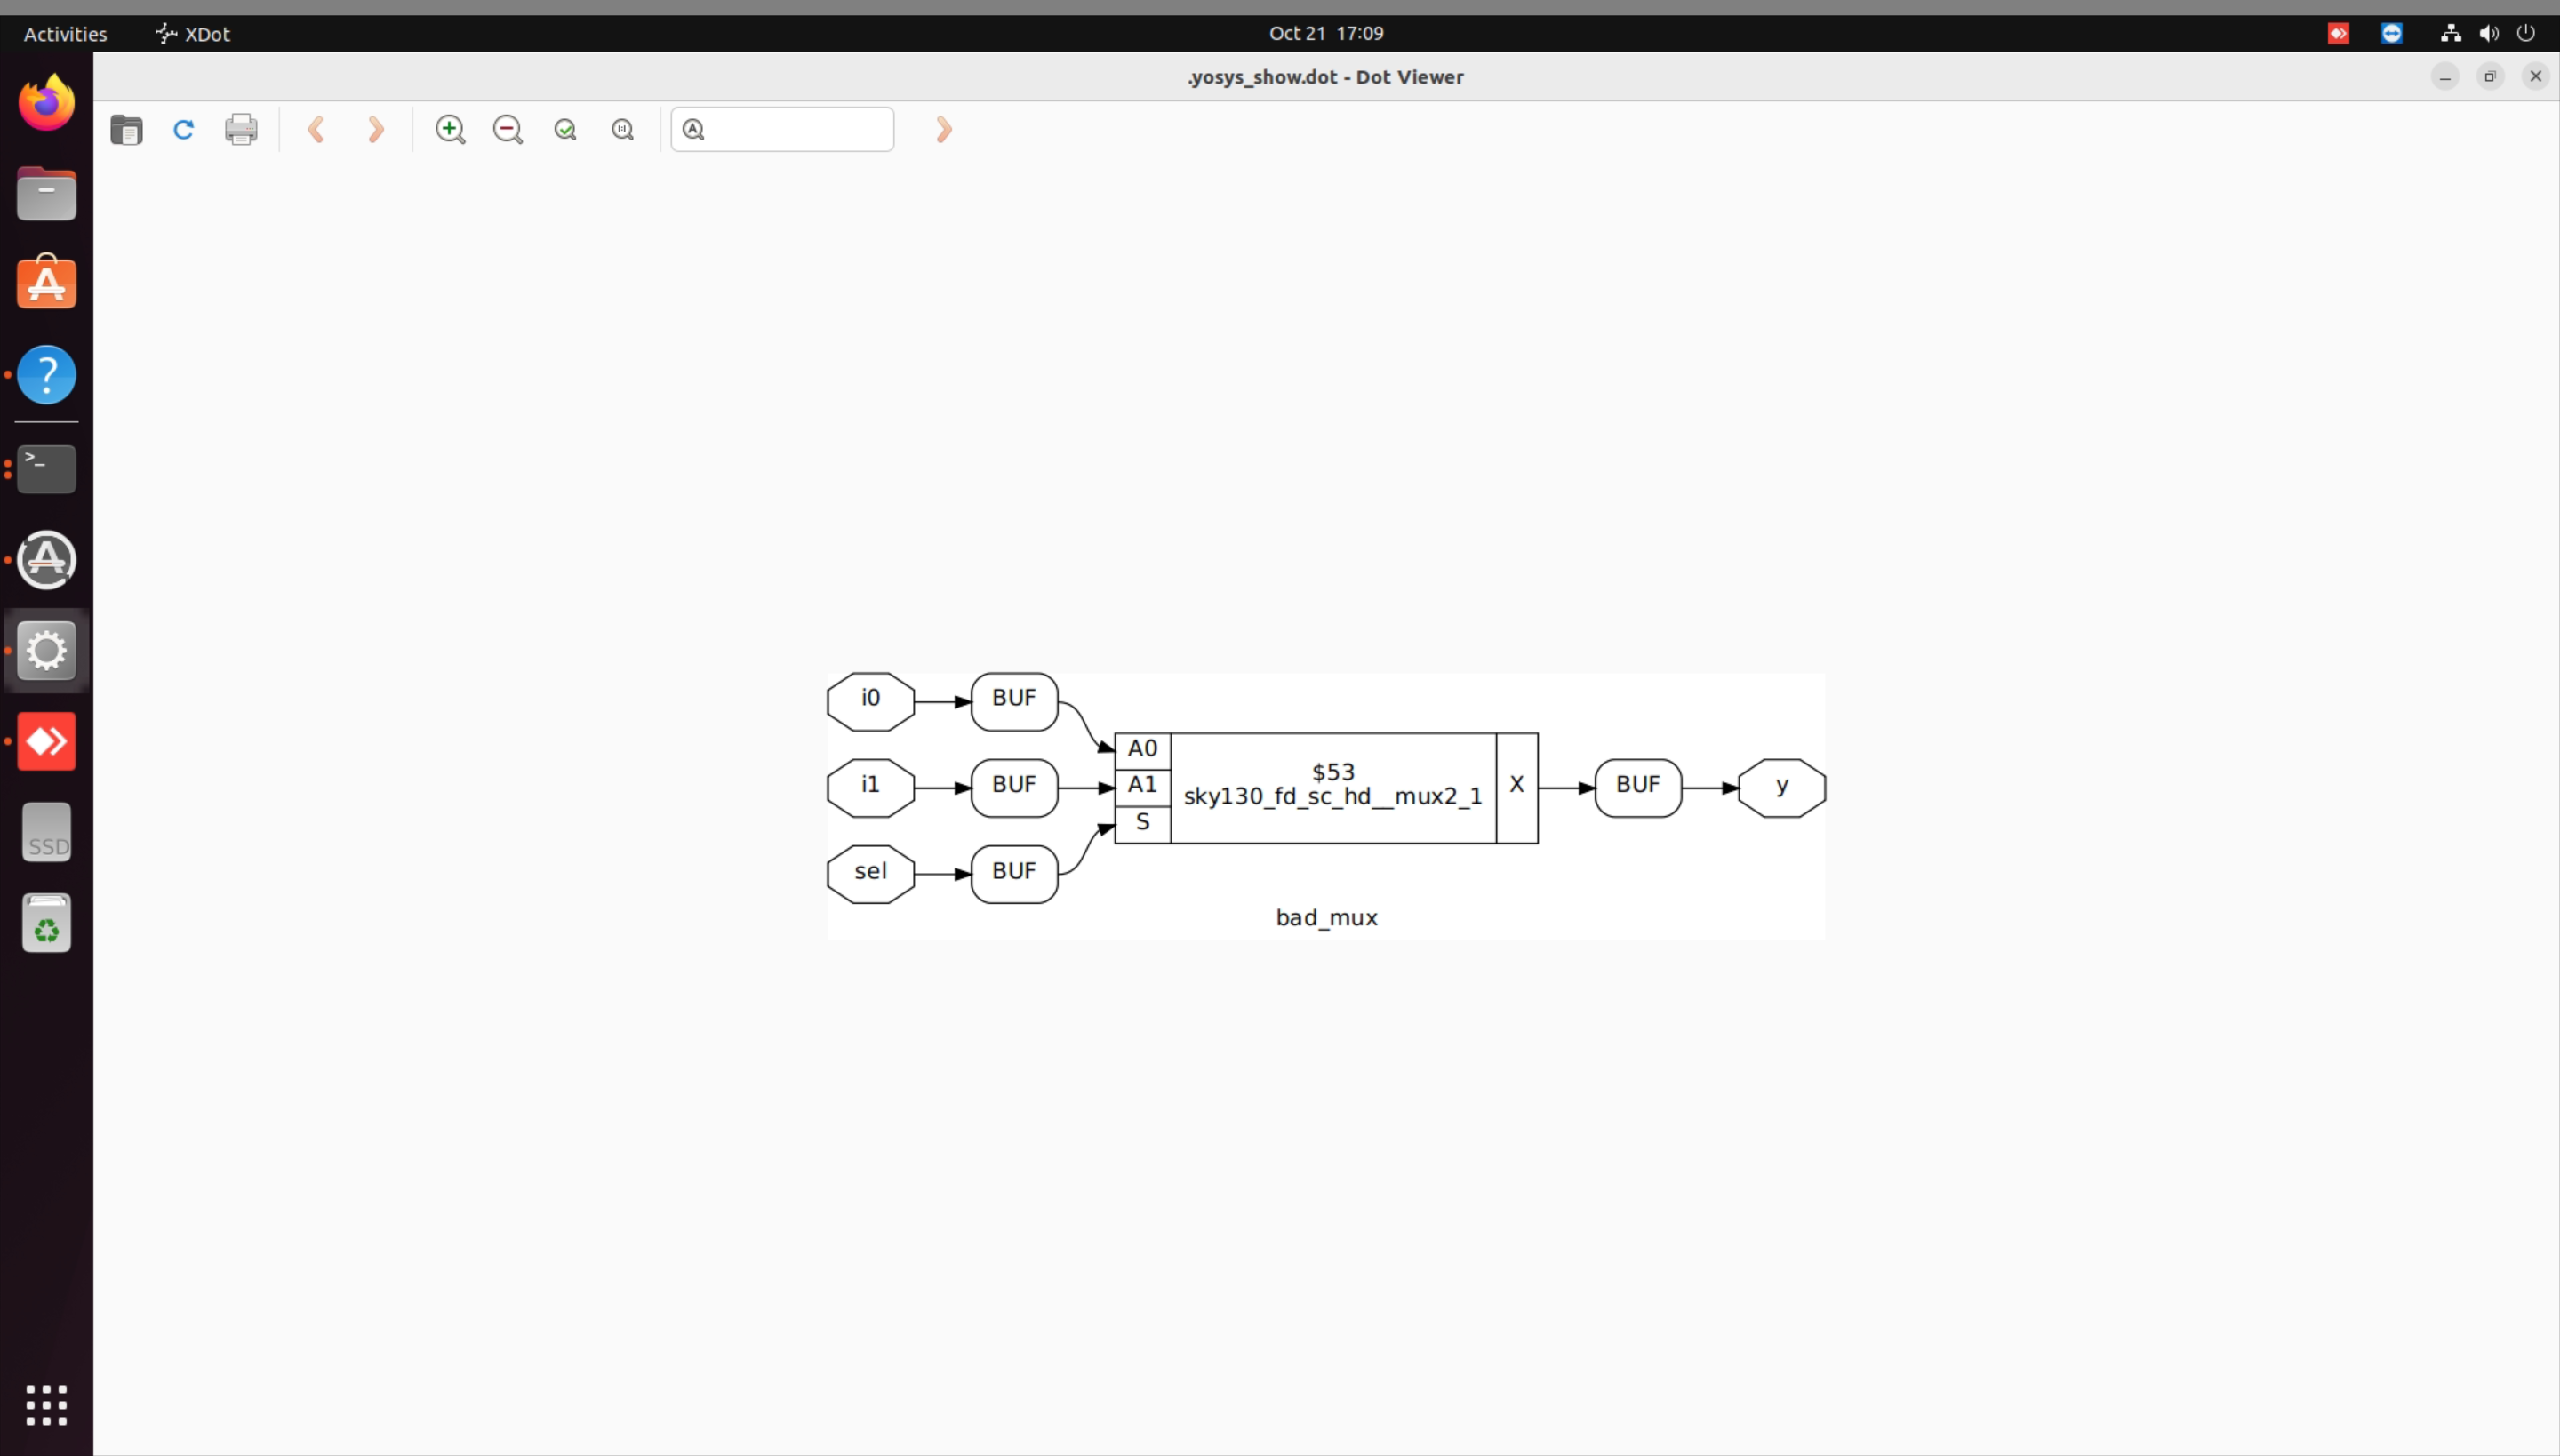 Activities
XDot
Oct 21 17:09
.yosys_show.dot - Dot Viewer
i0
BUF
i1
BUF
sel
BUF
A0
A1
S
$53
sky130_fd_sc_hd__mux2_1
X
BUF
y
bad_mux
SSD